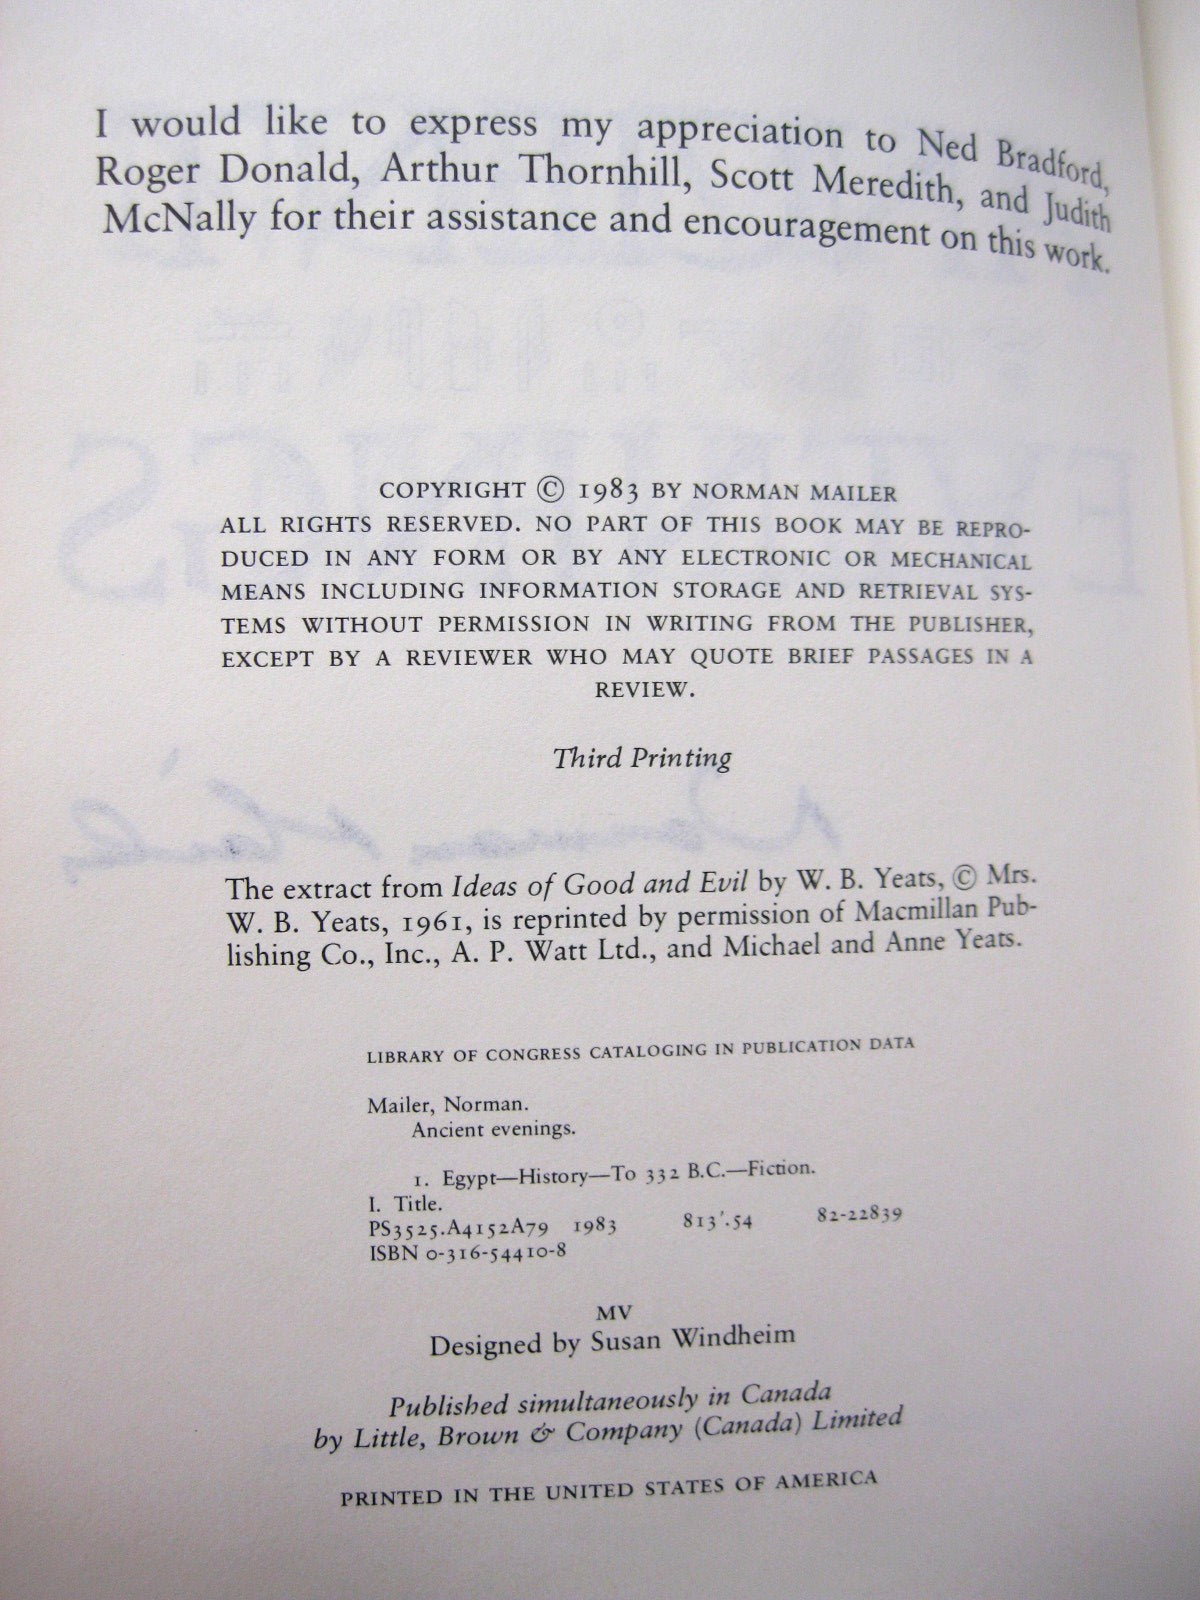 I would like to express my appreciation to Ned Bradford,
Roger Donald, Arthur Thornhill, Scott Meredith, and Judith
McNally for their assistance and encouragement on this work.
COPYRIGHT © 1983 BY NORMAN MAILER
ALL RIGHTS RESERVED. NO PART OF THIS BOOK MAY BE REPRO-
DUCED IN ANY FORM OR BY ANY ELECTRONIC OR MECHANICAL
MEANS INCLUDING INFORMATION STORAGE AND RETRIEVAL SYS-
TEMS WITHOUT PERMISSION IN WRITING FROM THE PUBLISHER,
EXCEPT BY A REVIEWER WHO MAY QUOTE BRIEF PASSAGES IN A
REVIEW.
Third Printing
The extract from Ideas of Good and Evil by W. B. Yeats, © Mrs.
W. B. Yeats, 1961, is reprinted by permission of Macmillan Pub-
lishing Co., Inc., A. P. Watt Ltd., and Michael and Anne Yeats.
LIBRARY OF CONGRESS CATALOGING IN PUBLICATION DATA
Mailer, Norman.
Ancient evenings.
1. Egypt—History—To 332 B.C.—Fiction.
I. Title.
PS3525.A4152A79 1983 813'.54 82-22839
ISBN 0-316-54410-8
MV
Designed by Susan Windheim
Published simultaneously in Canada
by Little, Brown & Company (Canada) Limited
PRINTED IN THE UNITED STATES OF AMERICA